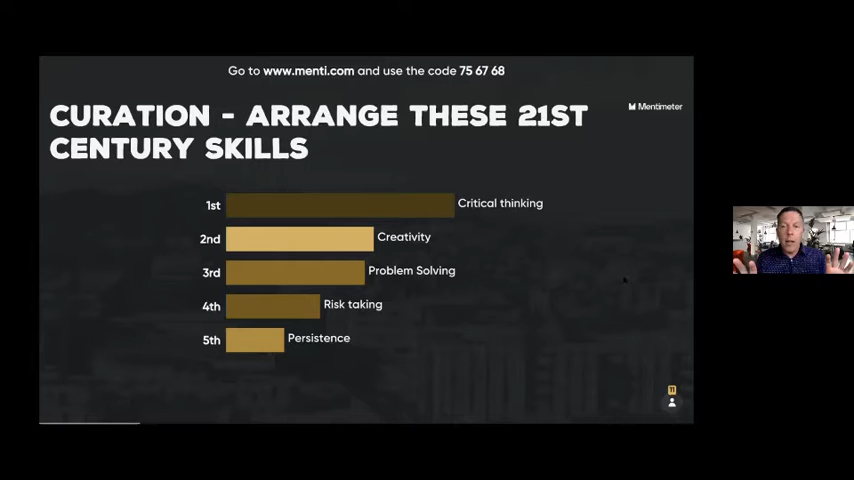 Go to www.menti.com and use the code 75 67 68
CURATION - ARRANGE THESE 21ST
CENTURY SKILLS
Mentimeter
1st
Critical thinking
2nd
Creativity
3rd
Problem Solving
4th
Risk taking
5th
Persistence
11